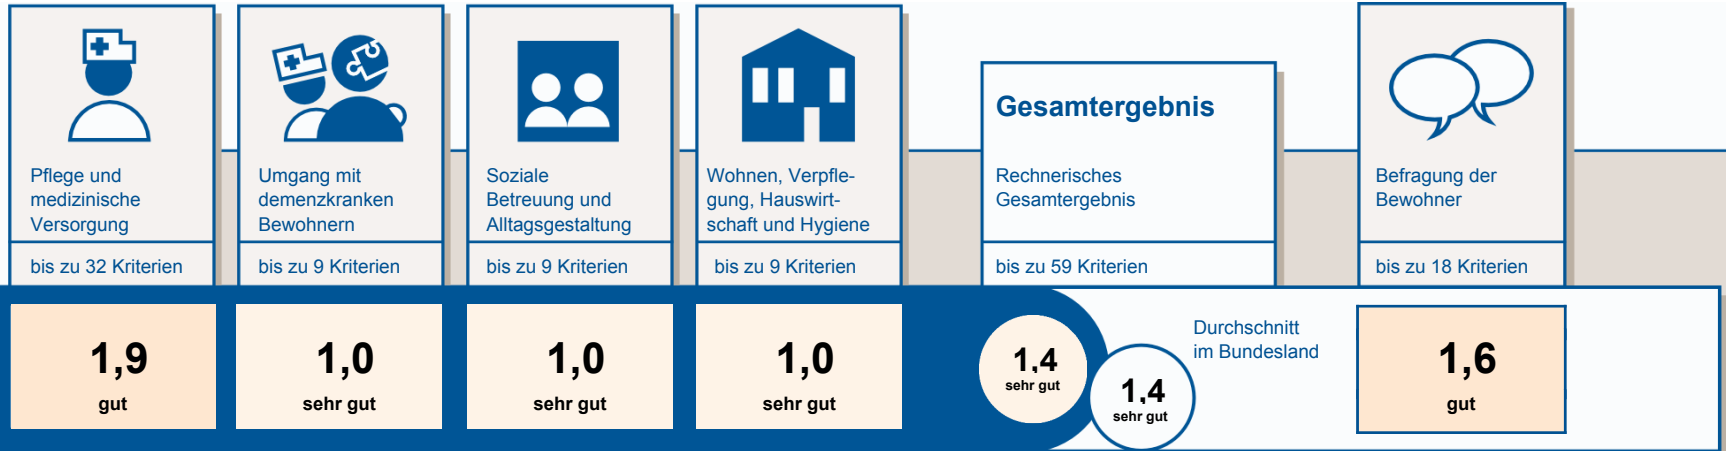 Pflege und
medizinische
Versorgung
bis zu 32 Kriterien
1,9
gut
Umgang mit
demenzkranken
Bewohnern
bis zu 9 Kriterien
1,0
sehr gut
Soziale
Betreuung und
Alltagsgestaltung
bis zu 9 Kriterien
1,0
sehr gut
Wohnen, Verpfle-
gung, Hauswirt-
schaft und Hygiene
bis zu 9 Kriterien
1,0
sehr gut
Gesamtergebnis
Rechnerisches
Gesamtergebnis
bis zu 59 Kriterien
1,4
sehr gut
Durchschnitt
im Bundesland
1,4
sehr gut
Befragung der
Bewohner
bis zu 18 Kriterien
1,6
gut